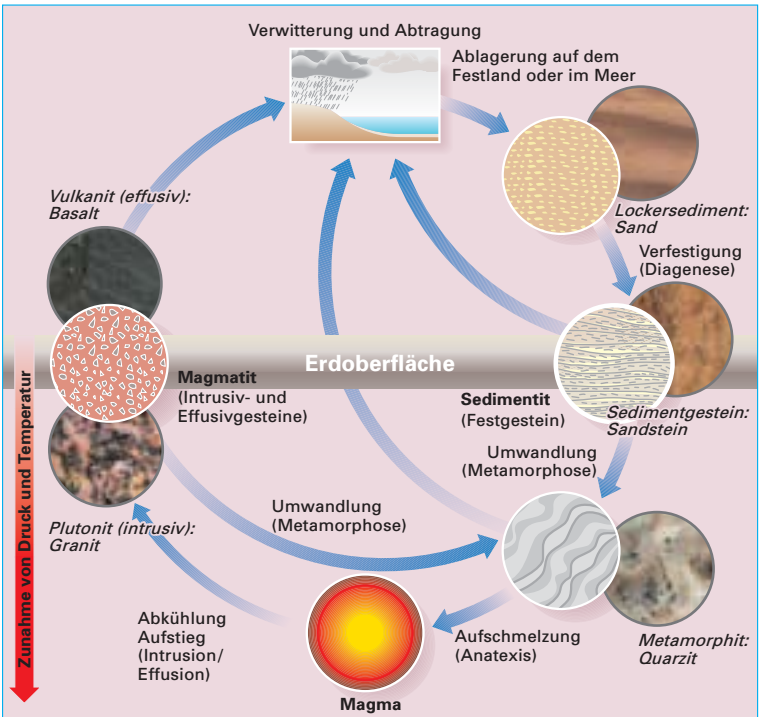 Verwitterung und Abtragung
Ablagerung auf dem
Festland oder im Meer
Vulkanit (effusiv):
Basalt
Lockersediment:
Sand
Verfestigung
(Diagenese)
Erdoberfläche
Magmatit
(Intrusiv- und
Effusivgesteine)
Sedimentit
(Festgestein)
Sedimentgestein:
Sandstein
Umwandlung
(Metamorphose)
Umwandlung
(Metamorphose)
Plutonit (intrusiv):
Granit
Zunahme von Druck und Temperatur
Abkühlung
Aufstieg
(Intrusion/
Effusion)
Aufschmelzung
(Anatexis)
Metamorphit:
Quarzit
Magma